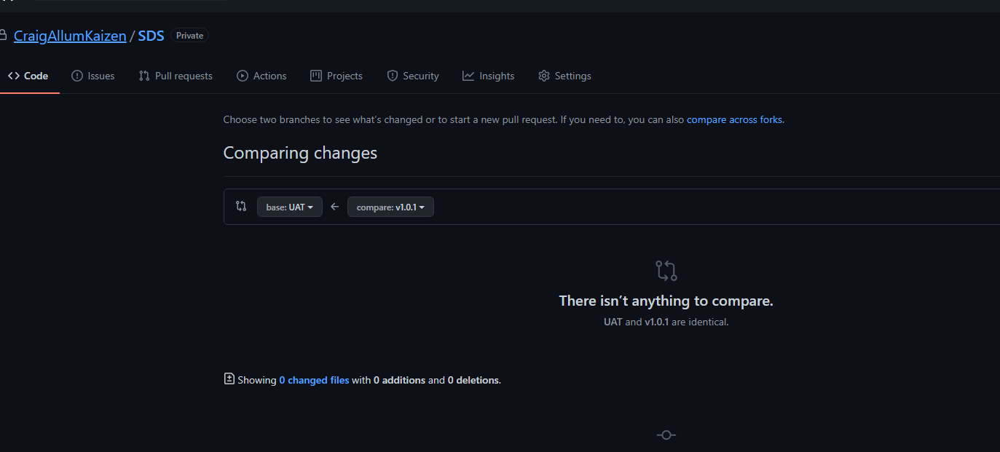 CraigAllumKaizen / SDS Private
Code Issues Pull requests Actions Projects Security Insights Settings
Choose two branches to see what’s changed or to start a new pull request. If you need to, you can also compare across forks.
Comparing changes
base: UAT compare: v1.0.1
There isn’t anything to compare.
UAT and v1.0.1 are identical.
Showing 0 changed files with 0 additions and 0 deletions.